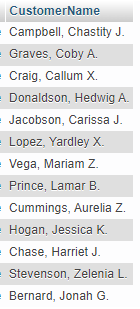 CustomerName
Campbell, Chastity J.
Graves, Coby A.
Craig, Callum X.
Donaldson, Hedwig A.
Jacobson, Carissa J.
Lopez, Yardley X.
Vega, Mariam Z.
Prince, Lamar B.
Cummings, Aurelia Z.
Hogan, Jessica K.
Chase, Harriet J.
Stevenson, Zelenia L.
Bernard, Jonah G.